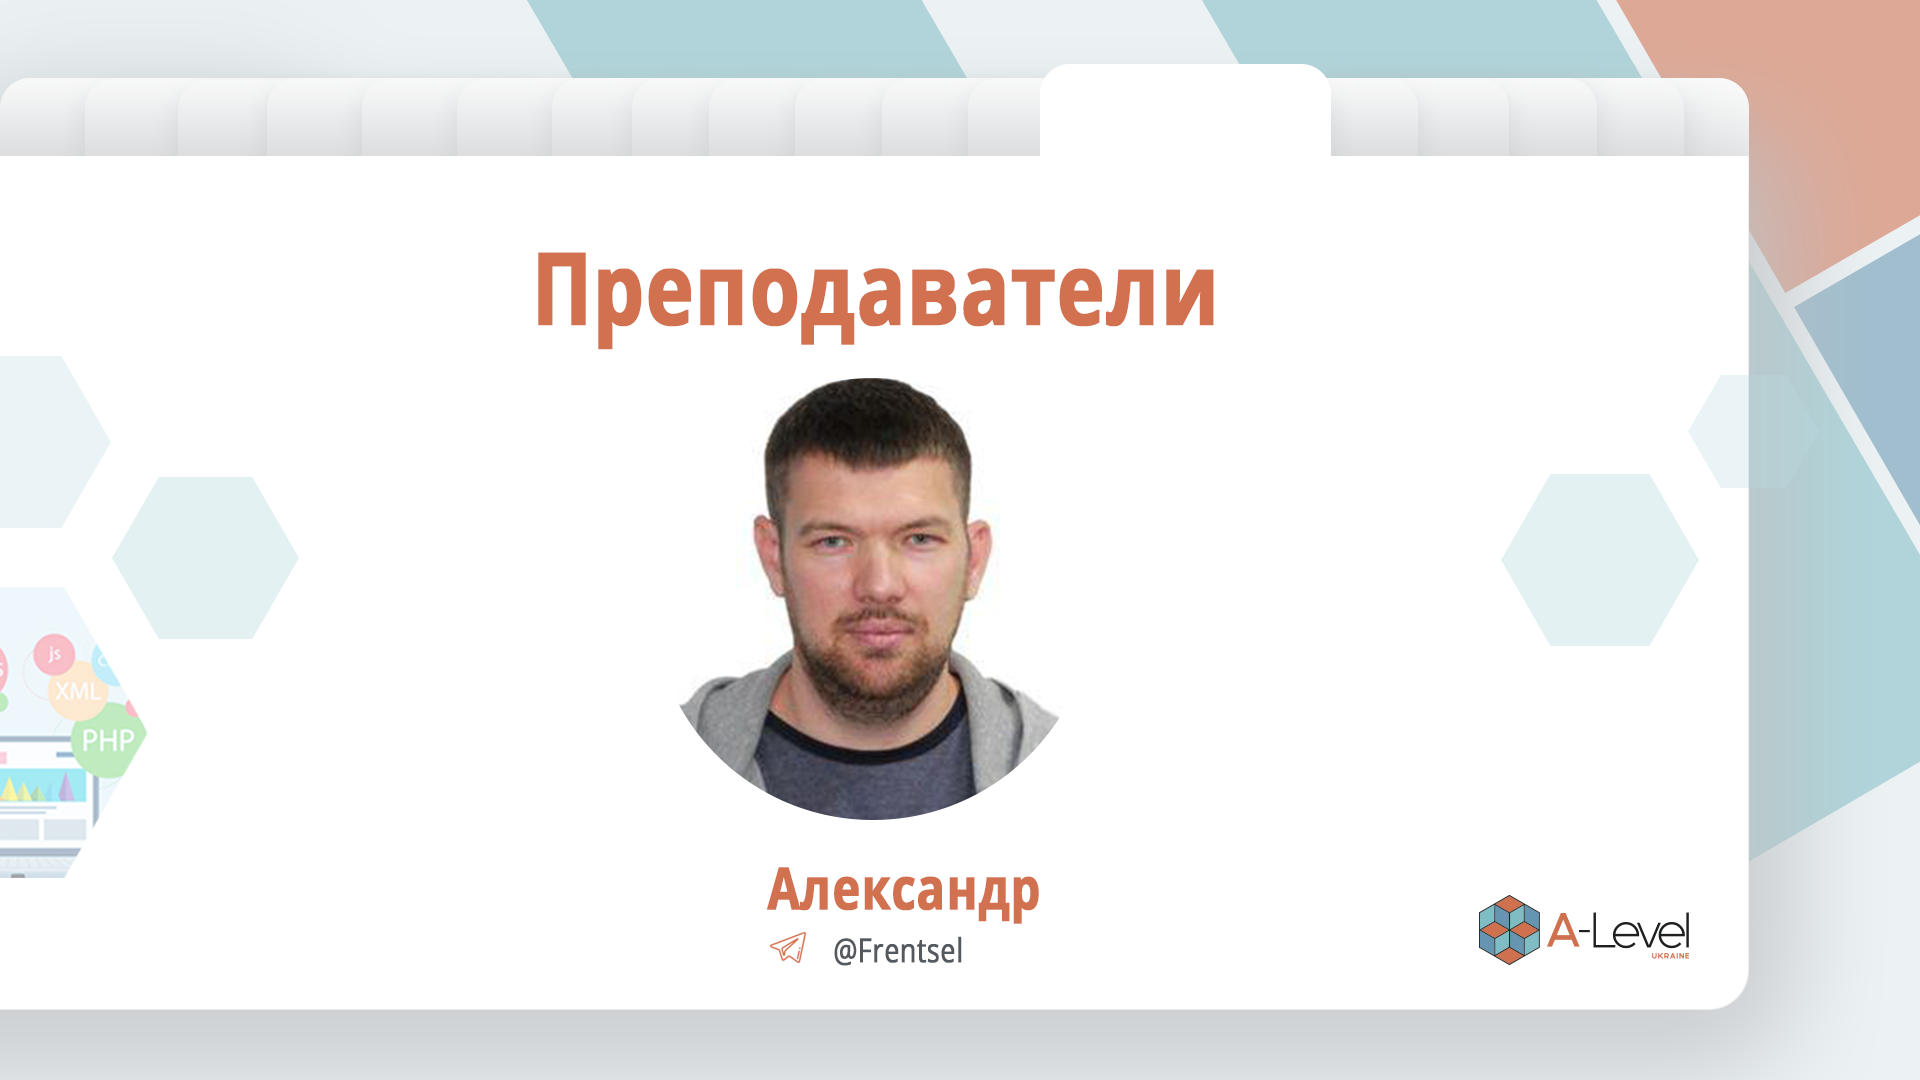 Преподаватели
js
XML
PHP
Александр
@Frentsel
A-Level
UKRAINE